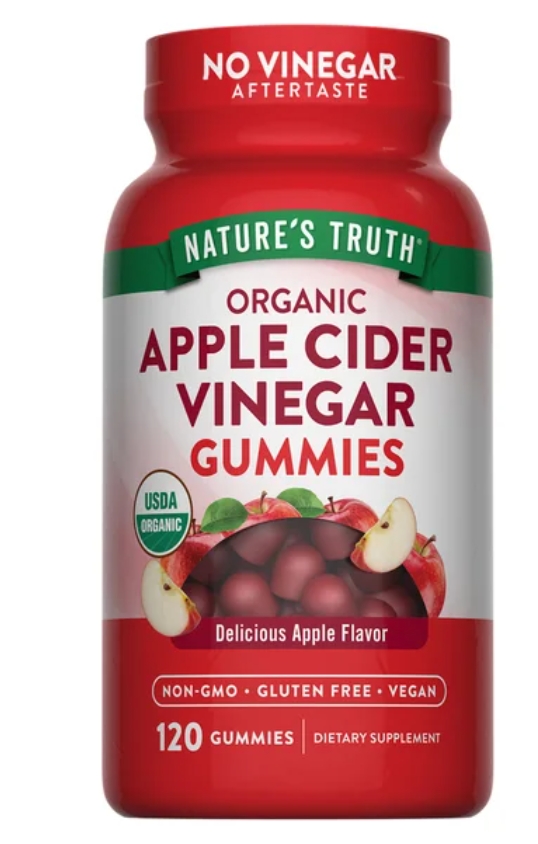 NO VINEGAR
AFTERTASTE
NATURE'S TRUTH®
ORGANIC
APPLE CIDER
VINEGAR
GUMMIES
USDA
ORGANIC
Delicious Apple Flavor
NON-GMO • GLUTEN FREE • VEGAN
120 GUMMIES | DIETARY SUPPLEMENT